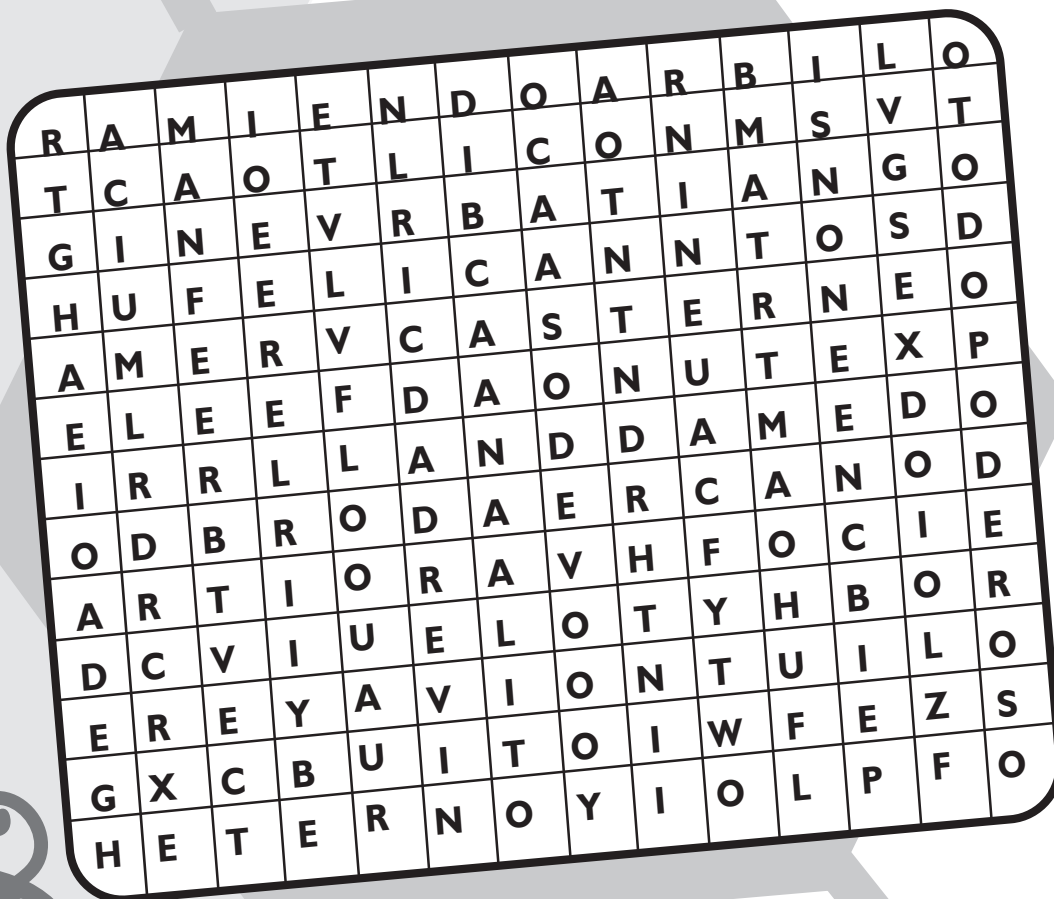 R A M I E N D O A R B I L O
T C A O T L I C O N M S V T
G I N E V R B A T I A N G O
H U F E L I C A N N T O S D
A M E R V C A S T E R N E O
E L E E F D A O N U T E X P
I R R L L A N D D A M E D O
O D B R O D A E R C A N O D
A R T I O R A V H F O C I E
D C V I U E L O T Y H B O R
E R E Y A V I O N T U I L O
G X C B U I T O I W F E Z S
H E T E R N O Y I O L P F O